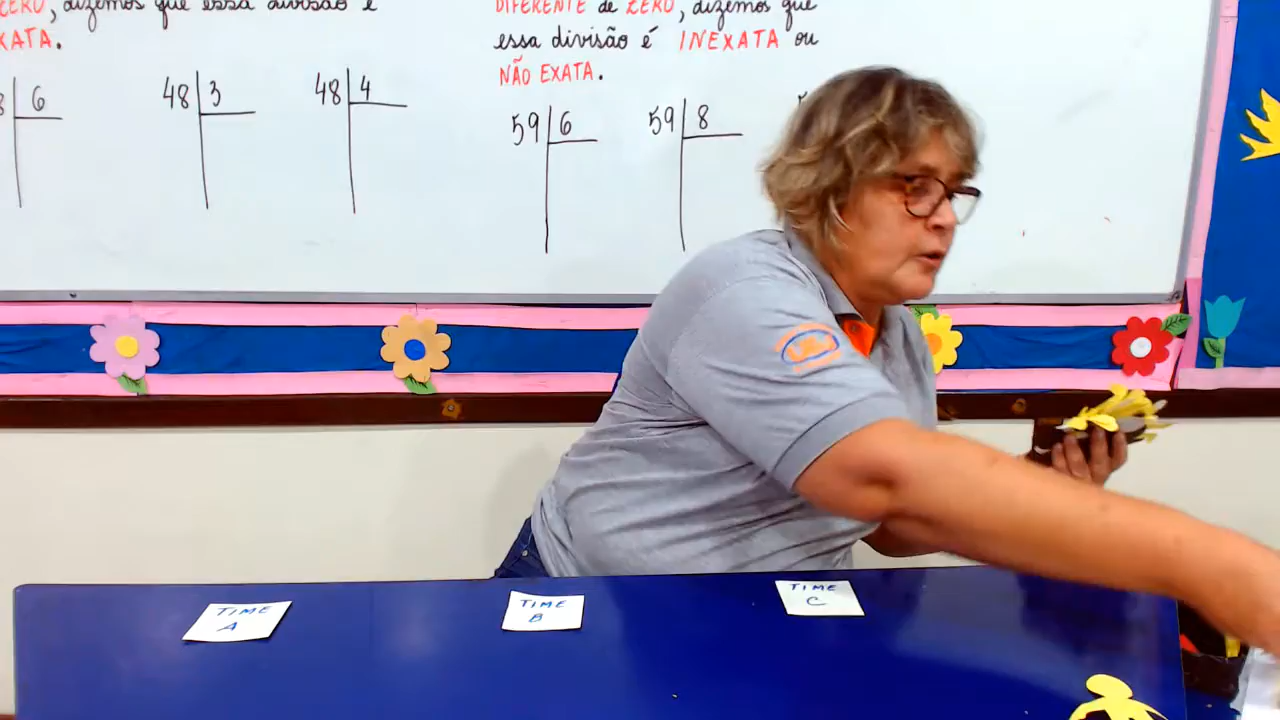 ZERO, dizemos que essa divisão é
XATA.
6
48 3
48 4
DIFERENTE de ZERO, dizemos que
essa divisão é INEXATA ou
NÃO EXATA.
59 6
59 8
TIME
A
TIME
B
TIME
C